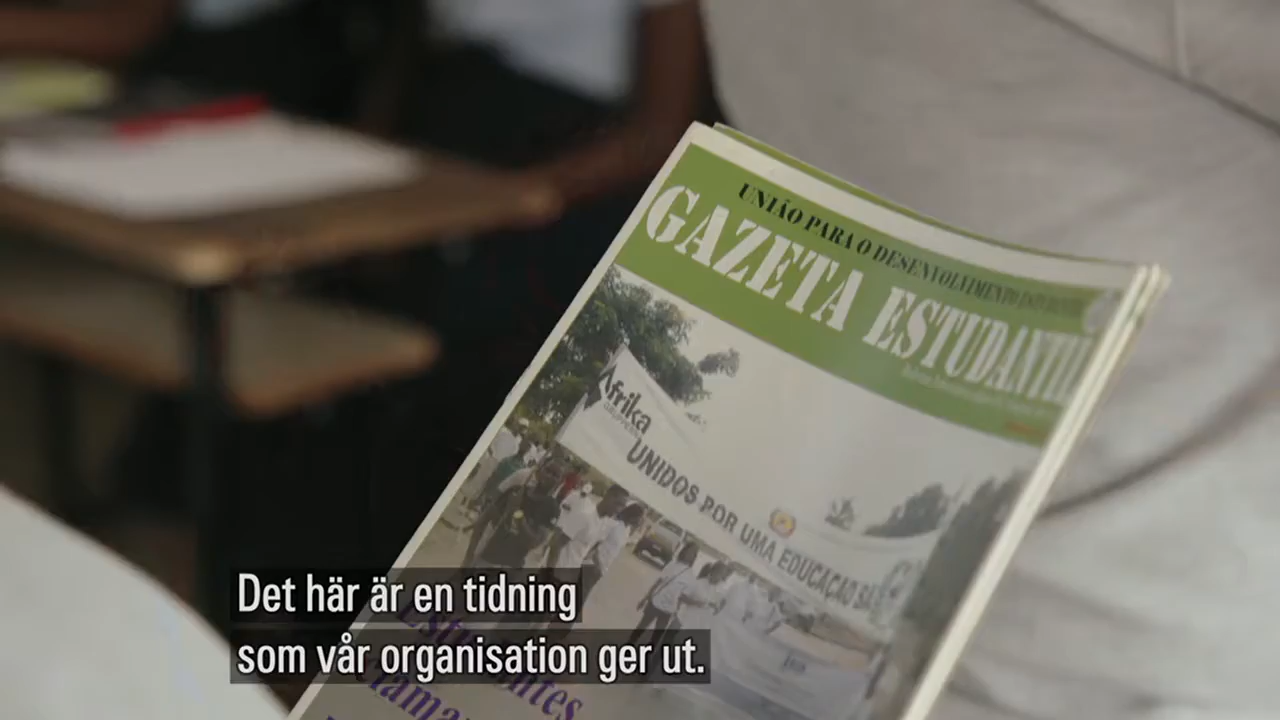 UNIÃO PARA O DESENVOLVIMENTO
GAZETA ESTUDANTIL
Afrika
UNIDOS POR UMA EDUCAÇÃO
Det här är en tidning
som vår organisation ger ut.